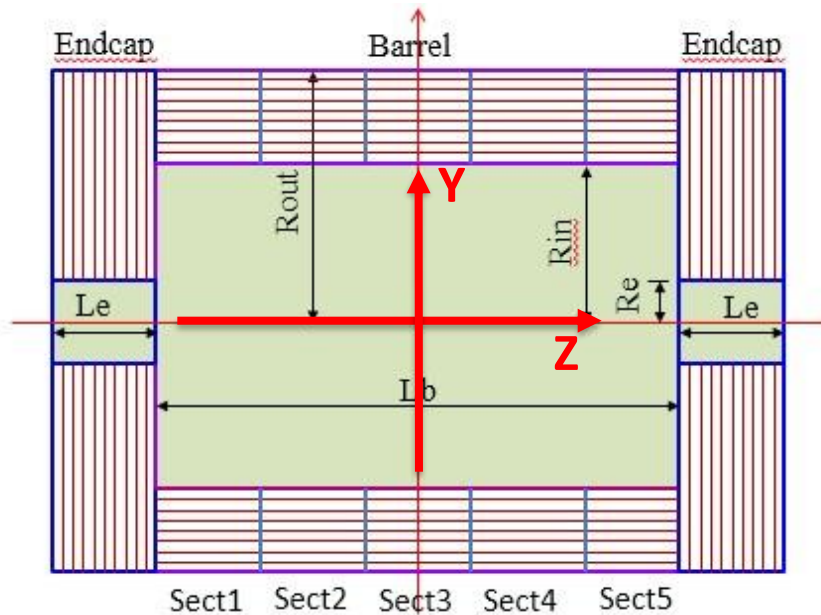 Endcap Barrel Endcap
Rout
Y
Rin
Re
Le
Le
Z
Lb
Sect1 Sect2 Sect3 Sect4 Sect5